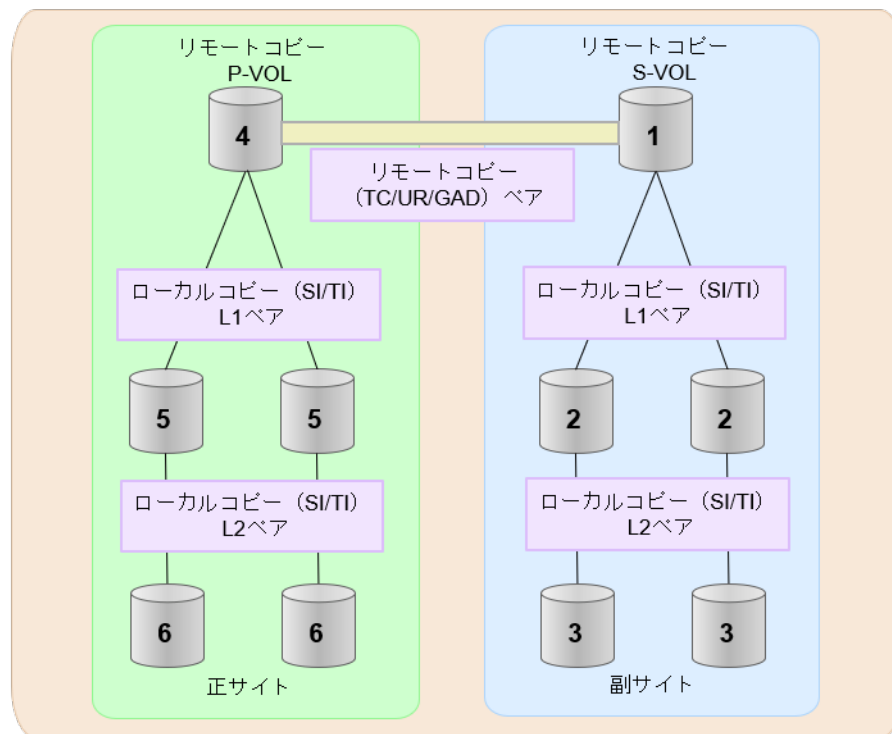 リモートコピー
P-VOL
リモートコピー
S-VOL
4
1
リモートコピー
（TC/UR/GAD）ペア
ローカルコピー（SI/TI）
L1ペア
ローカルコピー（SI/TI）
L1ペア
5
5
2
2
ローカルコピー（SI/TI）
L2ペア
ローカルコピー（SI/TI）
L2ペア
6
6
3
3
正サイト
副サイト